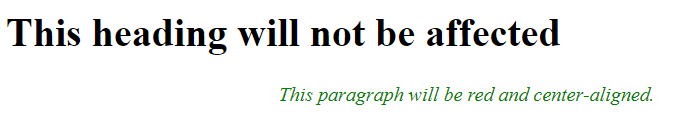 This heading will not be affected
This paragraph will be red and center-aligned.